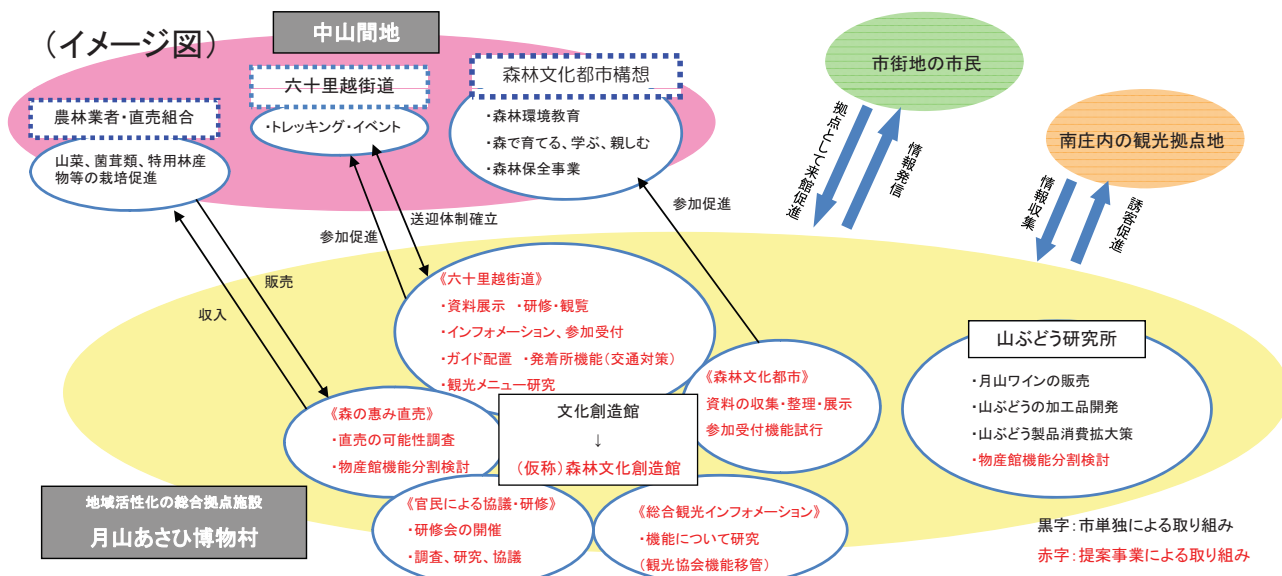 (イメージ図)
中山間地
農林業者・直売組合
山菜、菌茸類、特用林産
物等の栽培促進
六十里越街道
・トレッキング・イベント
森林文化都市構想
・森林環境教育
・森で育てる、学ぶ、親しむ
・森林保全事業
市街地の市民
南庄内の観光拠点地
拠点として来館促進
情報発信
情報収集
誘客促進
収入
販売
参加促進
送迎体制確立
参加促進
《六十里越街道》
・資料展示 ・研修・観覧
・インフォメーション、参加受付
・ガイド配置 ・発着所機能(交通対策)
・観光メニュー研究
《森の恵み直売》
・直売の可能性調査
・物産館機能分割検討
文化創造館
↓
(仮称)森林文化創造館
《森林文化都市》
資料の収集・整理・展示
参加受付機能試行
山ぶどう研究所
・月山ワインの販売
・山ぶどうの加工品開発
・山ぶどう製品消費拡大策
・物産館機能分割検討
《官民による協議・研修》
・研修会の開催
・調査、研究、協議
《総合観光インフォメーション》
・機能について研究
(観光協会機能移管)
地域活性化の総合拠点施設
月山あさひ博物村
黒字:市単独による取り組み
赤字:提案事業による取り組み